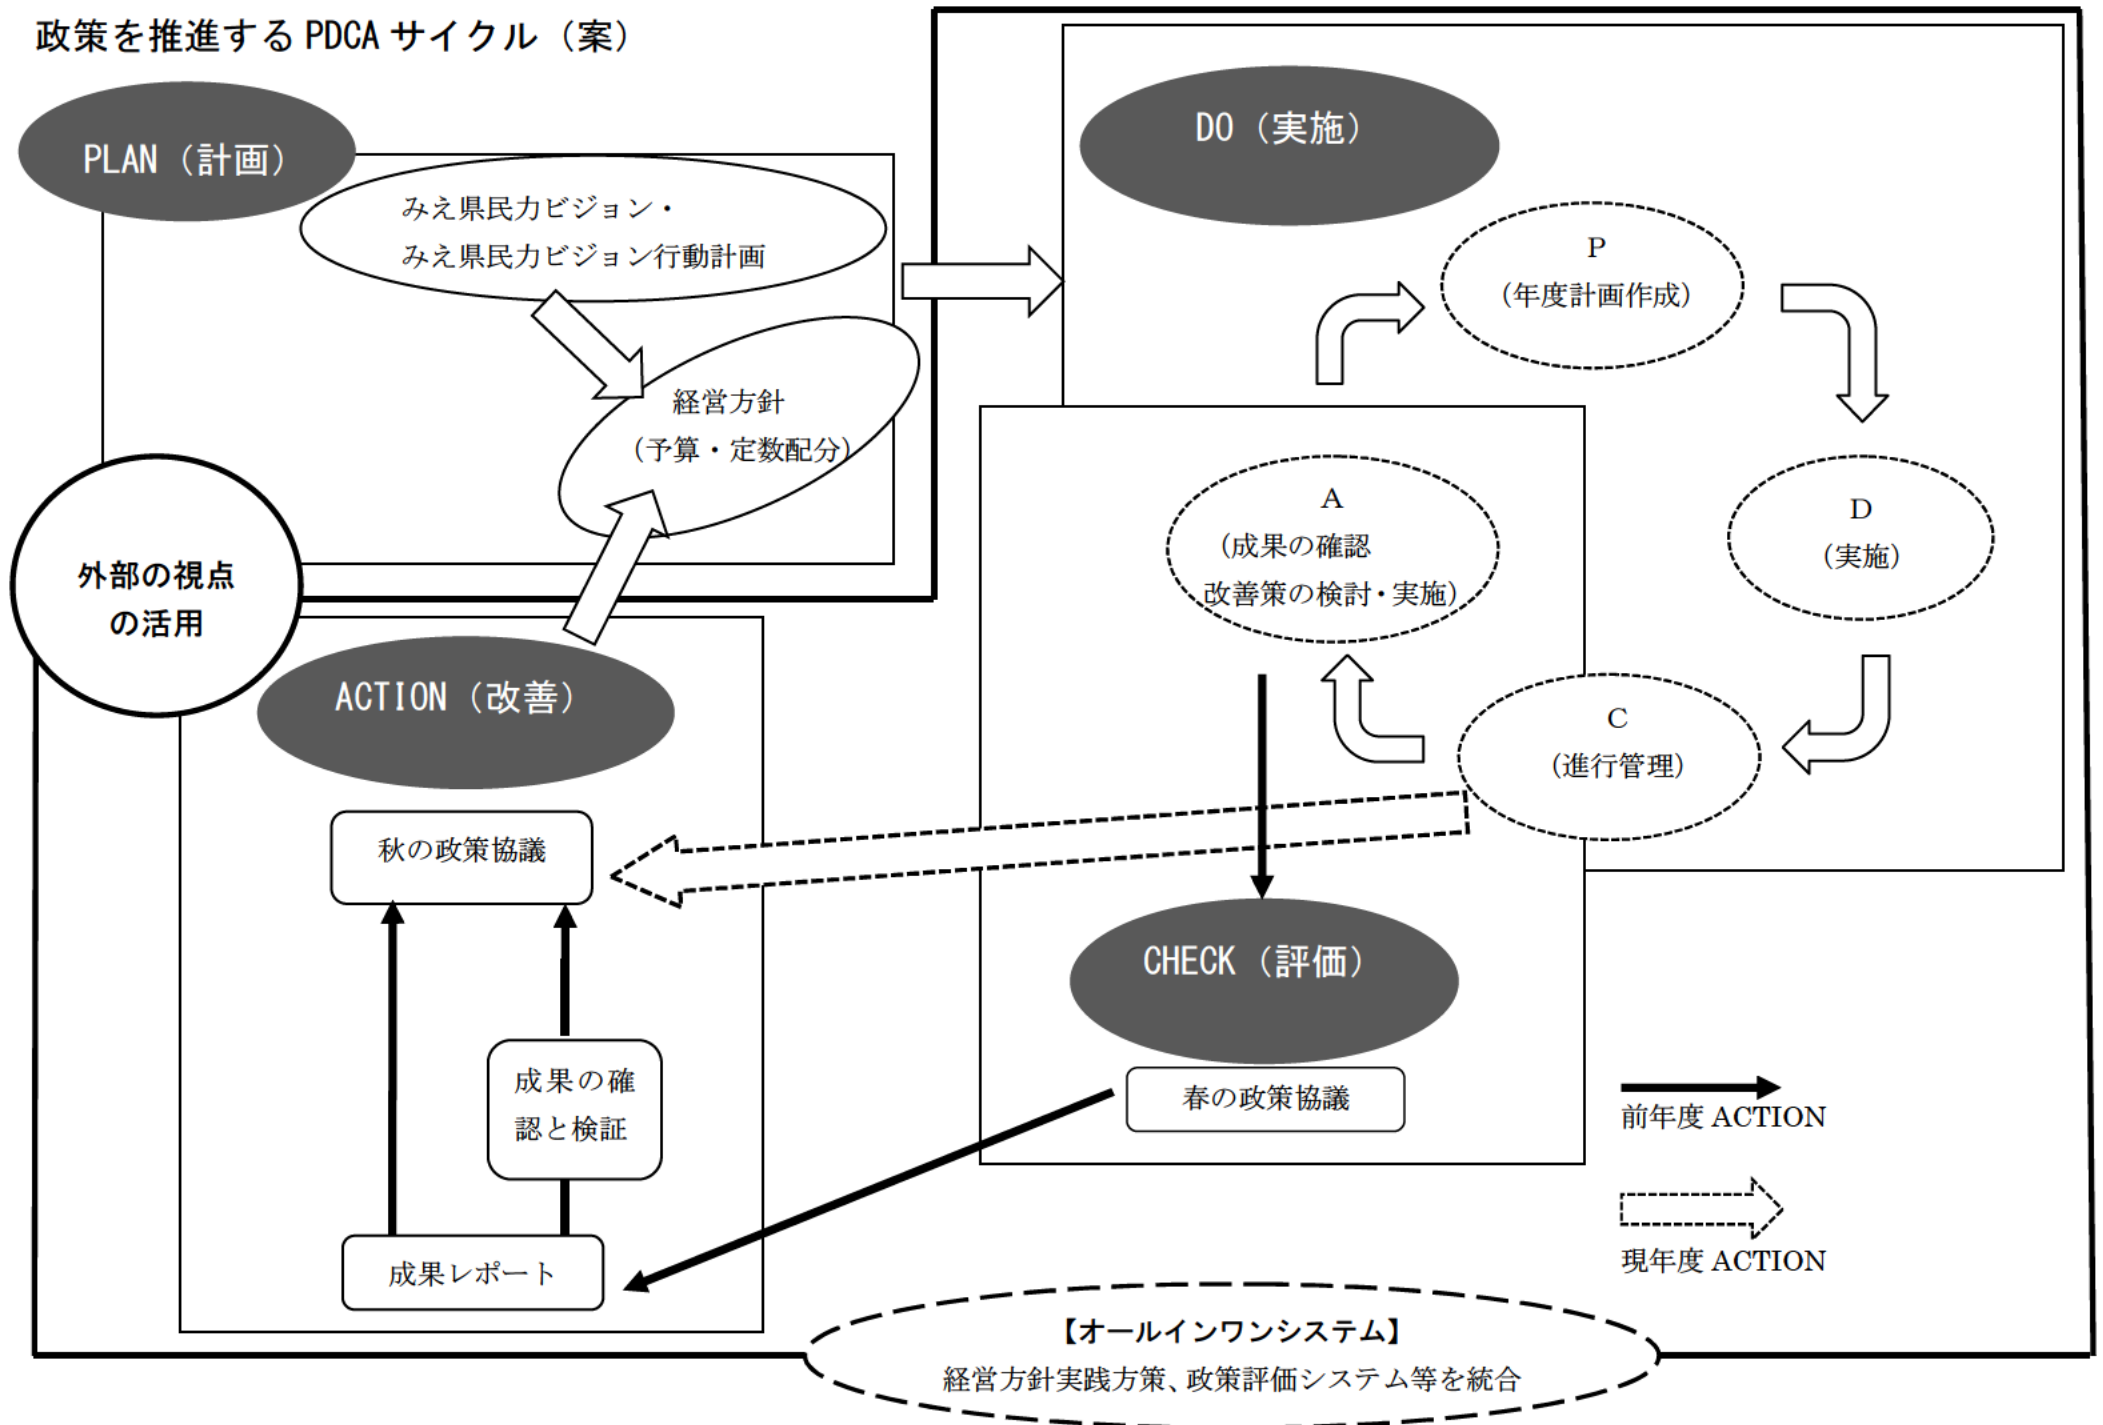 政策を推進する PDCA サイクル（案）
PLAN（計画）
みえ県民力ビジョン・
みえ県民力ビジョン行動計画
経営方針
（予算・定数配分）
外部の視点
の活用
DO（実施）
P
（年度計画作成）
D
（実施）
C
（進行管理）
A
（成果の確認
改善策の検討・実施）
CHECK（評価）
春の政策協議
ACTION（改善）
秋の政策協議
成果の確
認と検証
成果レポート
前年度 ACTION
現年度 ACTION
【オールインワンシステム】
経営方針実践方策、政策評価システム等を統合